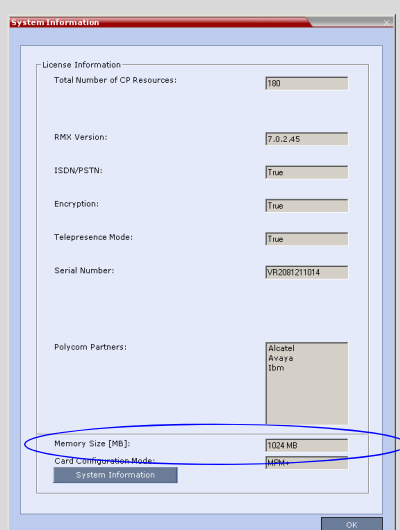 System Information
License Information
Total Number of CP Resources: 180
RMX Version: 7.0.2.45
ISDN/PSTN: True
Encryption: True
Telepresence Mode: True
Serial Number: VR2081211014
Polycom Partners: Alcatel
Avaya
Ibm
Memory Size [MB]: 1024 MB
Card Configuration Mode: MPM+
System Information
OK